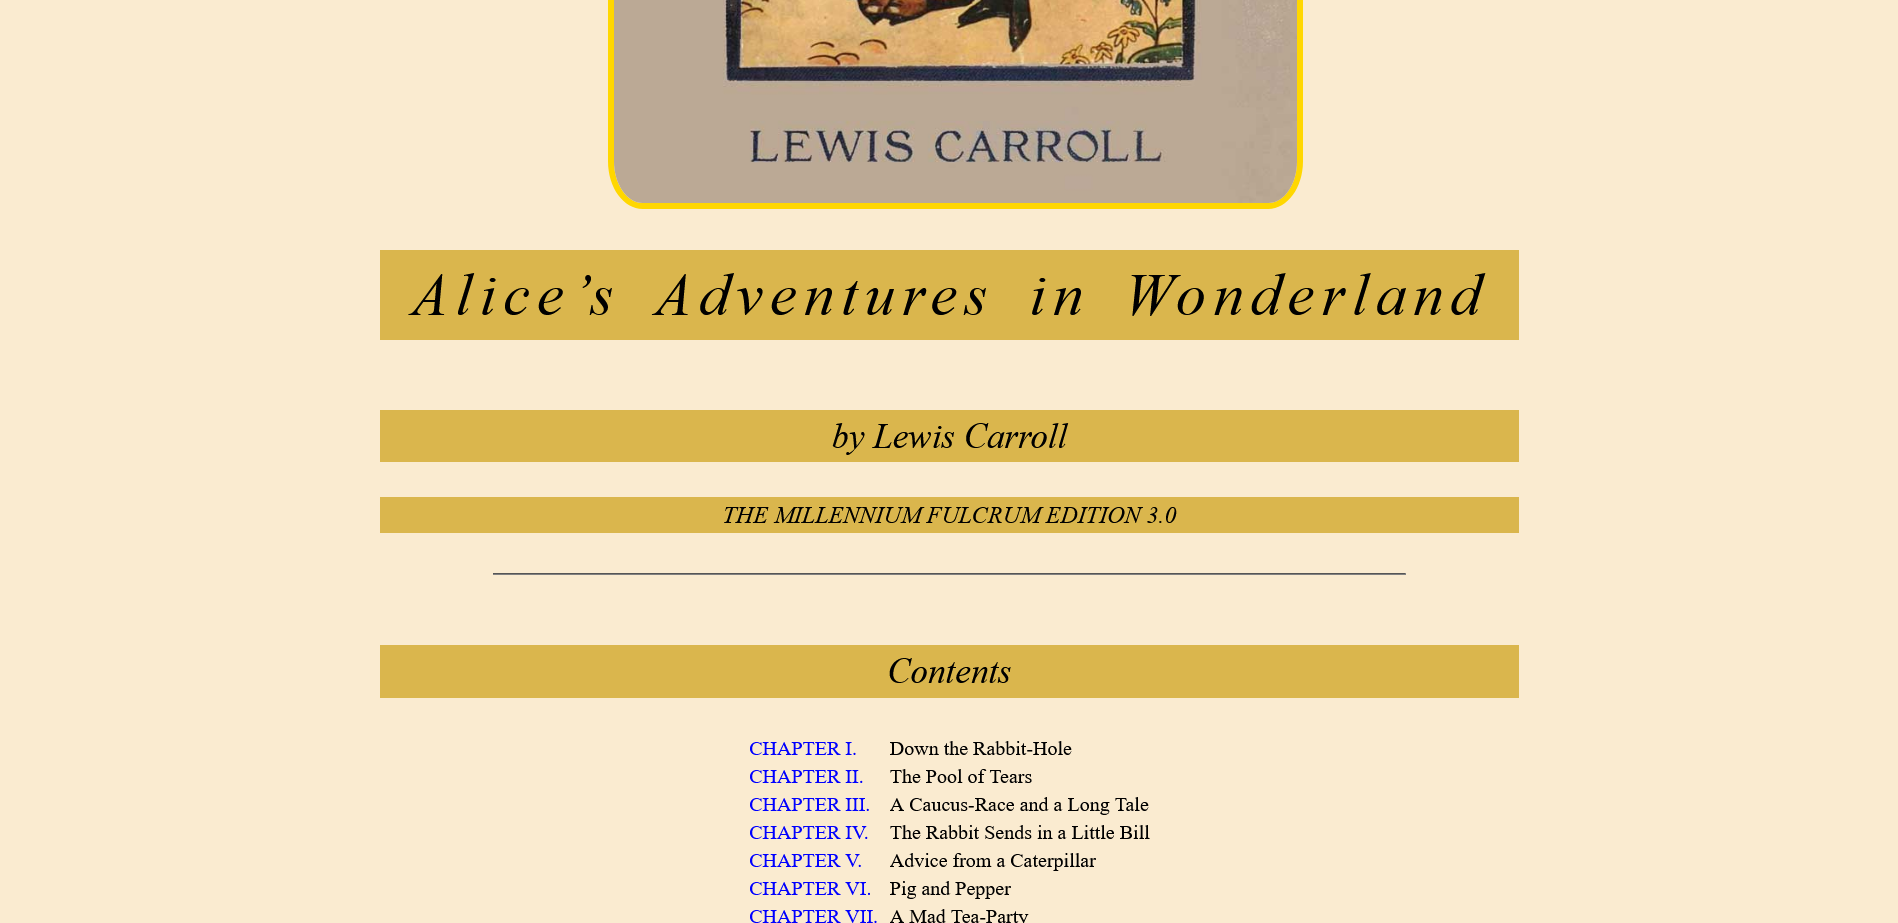 LEWIS CARROLL
Alice’s Adventures in Wonderland
by Lewis Carroll
THE MILLENNIUM FULCRUM EDITION 3.0
Contents
CHAPTER I. Down the Rabbit-Hole
CHAPTER II. The Pool of Tears
CHAPTER III. A Caucus-Race and a Long Tale
CHAPTER IV. The Rabbit Sends in a Little Bill
CHAPTER V. Advice from a Caterpillar
CHAPTER VI. Pig and Pepper
CHAPTER VII. A Mad Tea-Party